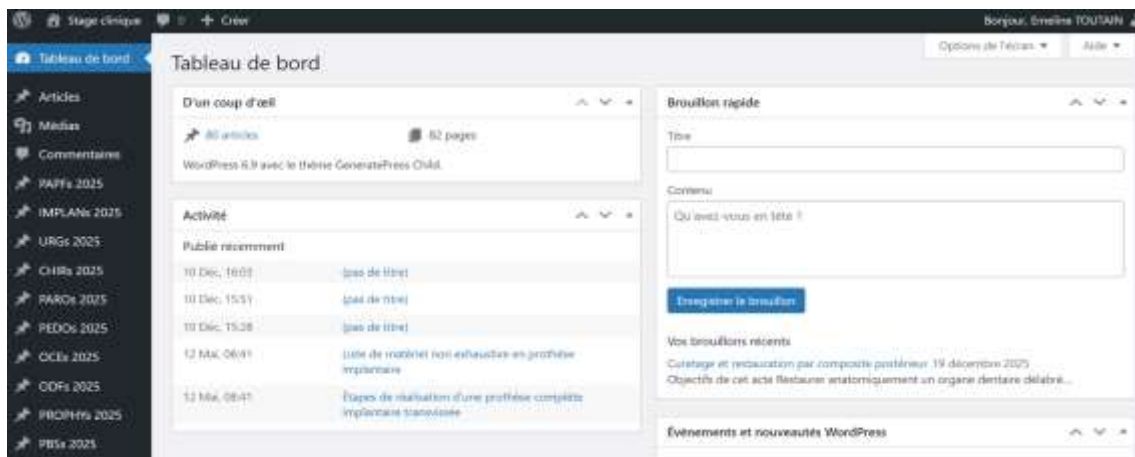 Stage clinique 0 + Créer
Bonjour, Emeline TOUTAIN
Options de l'écran ▼ Aide ▼
Tableau de bord
Articles
Médias
Commentaires
PAPFs 2025
IMPLANs 2025
URGs 2025
CHIRs 2025
PAROs 2025
PEDOs 2025
OCEs 2025
ODFs 2025
PROPHYs 2025
PBSs 2025
Tableau de bord
D'un coup d'œil
80 articles 82 pages
WordPress 6.9 avec le thème GeneratePress Child.
Activité
Publié récemment
10 Déc, 16:03 (pas de titre)
10 Déc, 15:51 (pas de titre)
10 Déc, 15:28 (pas de titre)
12 Mai, 08:41 Liste de matériel non exhaustive en prothèse
implantaire
12 Mai, 08:41 Étapes de réalisation d'une prothèse complète
implantaire transvissée
Brouillon rapide
Titre
Contenu
Qu'avez-vous en tête ?
Enregistrer le brouillon
Vos brouillons récents
Curetage et restauration par composite postérieur 19 décembre 2025
Objectifs de cet acte Restaurer anatomiquement un organe dentaire délabré...
Évènements et nouveautés WordPress